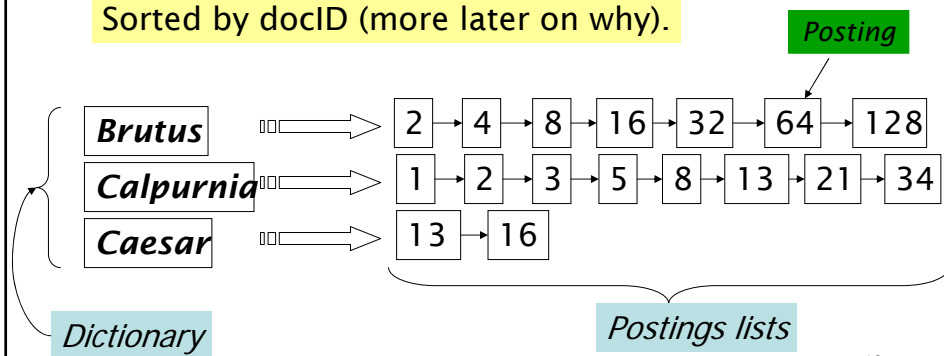 Sorted by docID (more later on why).
Posting
Brutus 2 4 8 16 32 64 128
Calpurnia 1 2 3 5 8 13 21 34
Caesar 13 16
Dictionary Postings lists